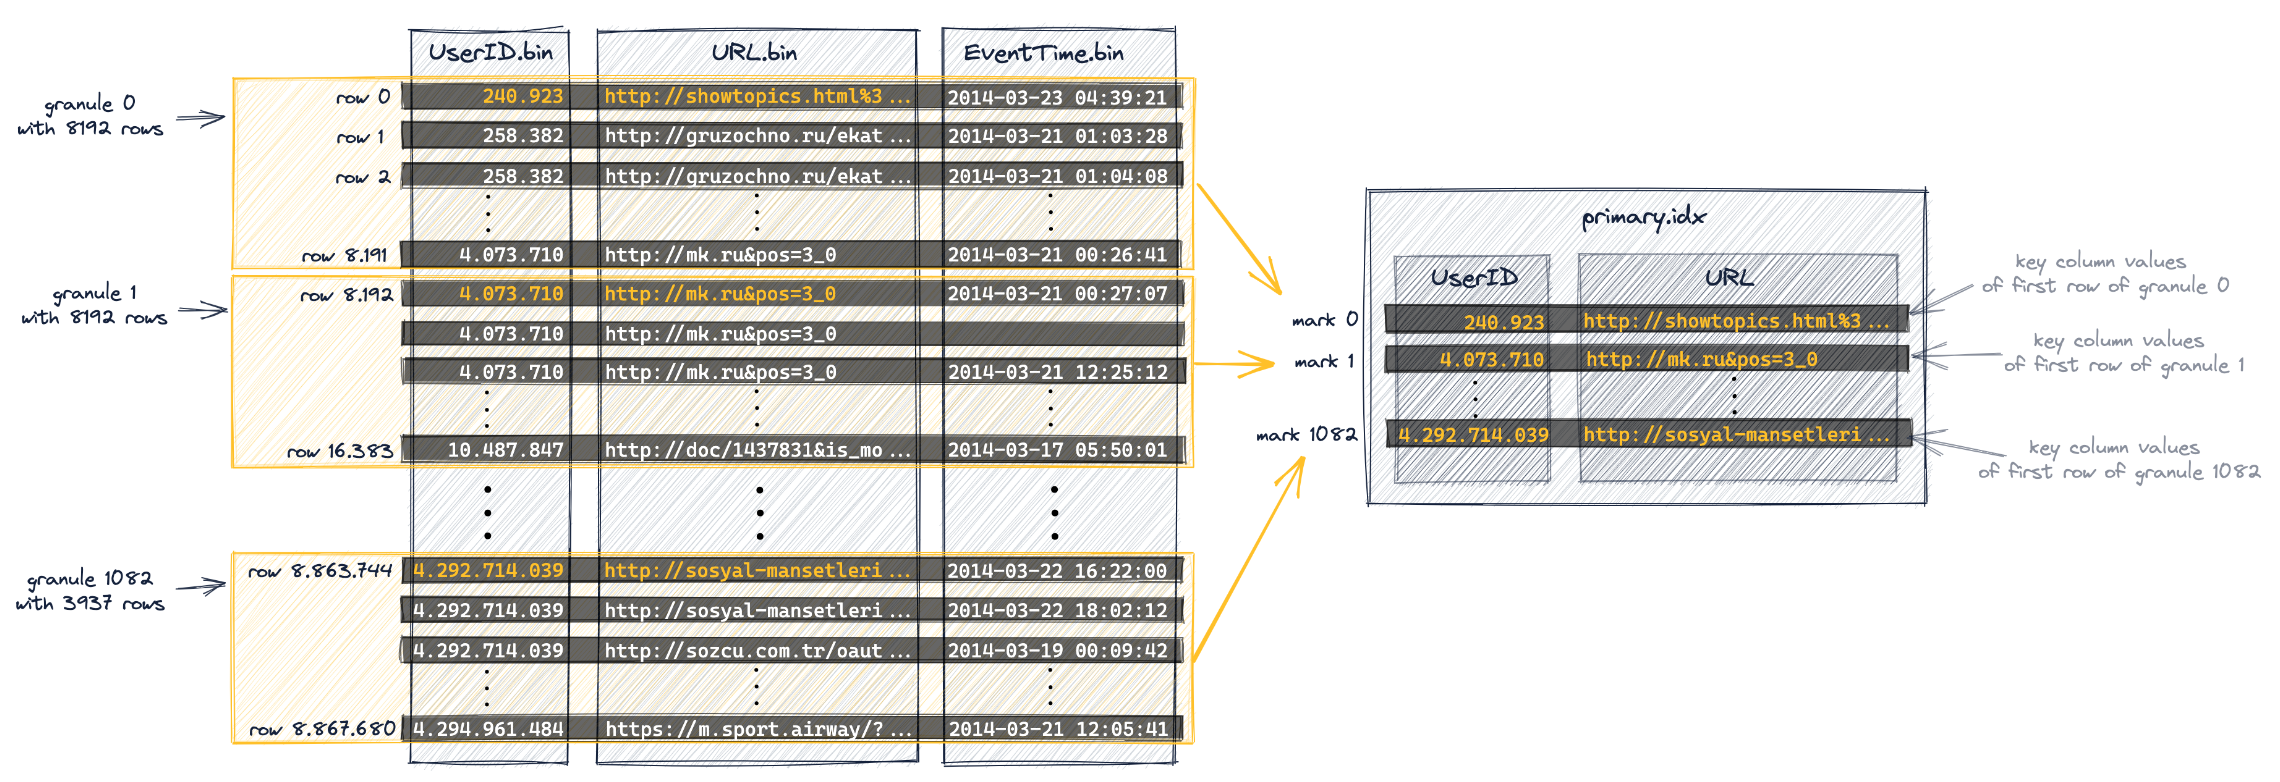 UserID.bin URL.bin EventTime.bin
granule 0
with 8192 rows
row 0 240.923 http://showtopics.html%3... 2014-03-23 04:39:21
row 1 258.382 http://gruzochno.ru/ekat... 2014-03-21 01:03:28
row 2 258.382 http://gruzochno.ru/ekat... 2014-03-21 01:04:08
row 8.191 4.073.710 http://mk.ru&pos=3_0 2014-03-21 00:26:41
granule 1
with 8192 rows
row 8.192 4.073.710 http://mk.ru&pos=3_0 2014-03-21 00:27:07
4.073.710 http://mk.ru&pos=3_0
4.073.710 http://mk.ru&pos=3_0 2014-03-21 12:25:12
row 16.383 10.487.847 http://doc/1437831&is_mo... 2014-03-17 05:50:01
granule 1082
with 3937 rows
row 8.863.744 4.292.714.039 http://sosyal-mansetleri... 2014-03-22 16:22:00
4.292.714.039 http://sosyal-mansetleri... 2014-03-22 18:02:12
4.292.714.039 http://sozcu.com.tr/oaut... 2014-03-19 00:09:42
row 8.867.680 4.294.961.484 https://m.sport.airway/?... 2014-03-21 12:05:41
primary.idx
UserID URL
mark 0 240.923 http://showtopics.html%3...
mark 1 4.073.710 http://mk.ru&pos=3_0
mark 1082 4.292.714.039 http://sosyal-mansetleri...
key column values
of first row of granule 0
key column values
of first row of granule 1
key column values
of first row of granule 1082